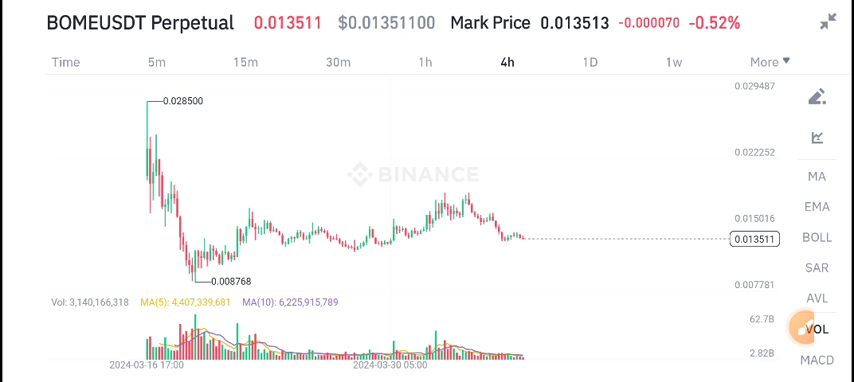 BOMEUSDT Perpetual 0.013511 $0.01351100 Mark Price 0.013513 -0.000070 -0.52%
Time 5m 15m 30m 1h 4h 1D 1w More
0.029487
0.028500
0.022252
BINANCE
MA
EMA
0.015016
0.013511
BOLL
SAR
0.008768
0.007781
AVL
Vol: 3,140,166,318 MA(5): 4,407,339,681 MA(10): 6,225,915,789
62.7B
VOL
2.82B
MACD
2024-03-16 17:00 2024-03-30 05:00